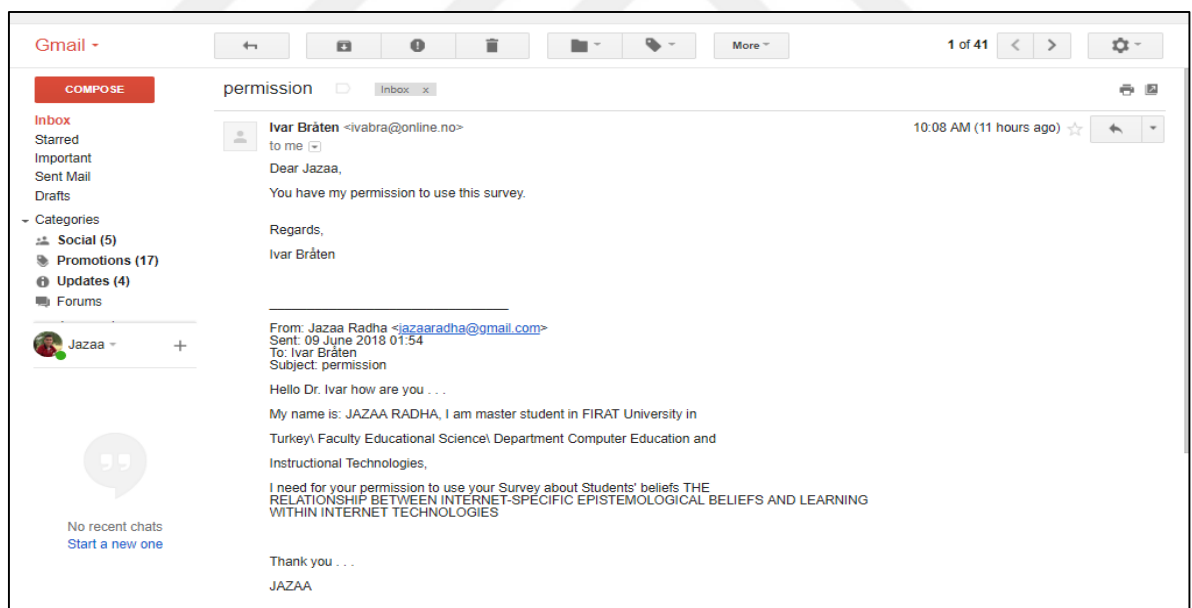 Gmail
More
1 of 41
COMPOSE
permission
Inbox x
Inbox
Starred
Important
Sent Mail
Drafts
Categories
Social (5)
Promotions (17)
Updates (4)
Forums
Jazaa
+
No recent chats
Start a new one
Ivar Bråten <ivabra@online.no>
10:08 AM (11 hours ago)
to me
Dear Jazaa,
You have my permission to use this survey.
Regards,
Ivar Bråten
From: Jazaa Radha <jazaaradha@gmail.com>
Sent: 09 June 2018 01:54
To: Ivar Bråten
Subject: permission
Hello Dr. Ivar how are you . . .
My name is: JAZAA RADHA, I am master student in FIRAT University in
Turkey\ Faculty Educational Science\ Department Computer Education and
Instructional Technologies,
I need for your permission to use your Survey about Students' beliefs THE
RELATIONSHIP BETWEEN INTERNET-SPECIFIC EPISTEMOLOGICAL BELIEFS AND LEARNING
WITHIN INTERNET TECHNOLOGIES
Thank you . . .
JAZAA